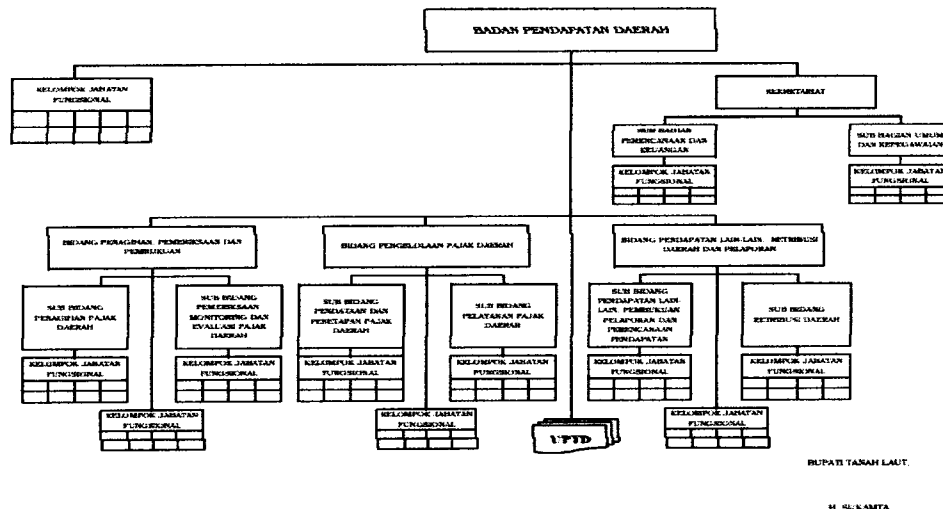 BADAN PENDAPATAN DAERAH
KELOMPOK JABATAN
FUNGSIONAL
SEKRETARIAT
SUB BAGIAN
PERENCANAAN DAN
KEUANGAN
SUB BAGIAN UMUM
DAN KEPEGAWAIAN
KELOMPOK JABATAN
FUNGSIONAL
KELOMPOK JABATAN
FUNGSIONAL
BIDANG PENAGIHAN, PEMERIKSAAN DAN
PEMBUKUAN
BIDANG PENGELOLAAN PAJAK DAERAH
BIDANG PENDAPATAN LAIN-LAIN, RETRIBUSI
DAERAH DAN PELAPORAN
SUB BIDANG
PENAGIHAN PAJAK
DAERAH
SUB BIDANG
PEMERIKSAAN
MONITORING DAN
EVALUASI PAJAK
DAERAH
SUB BIDANG
PENDATAAN DAN
PENETAPAN PAJAK
DAERAH
SUB BIDANG
PELAYANAN PAJAK
DAERAH
SUB BIDANG
PENDAPATAN LAIN-
LAIN, PEMBUKUAN
PELAPORAN DAN
PERENCANAAN
PENDAPATAN
SUB BIDANG
RETRIBUSI DAERAH
KELOMPOK JABATAN
FUNGSIONAL
KELOMPOK JABATAN
FUNGSIONAL
KELOMPOK JABATAN
FUNGSIONAL
KELOMPOK JABATAN
FUNGSIONAL
KELOMPOK JABATAN
FUNGSIONAL
KELOMPOK JABATAN
FUNGSIONAL
KELOMPOK JABATAN
FUNGSIONAL
KELOMPOK JABATAN
FUNGSIONAL
KELOMPOK JABATAN
FUNGSIONAL
UPTD
BUPATI TANAH LAUT,
H. SUKAMTA